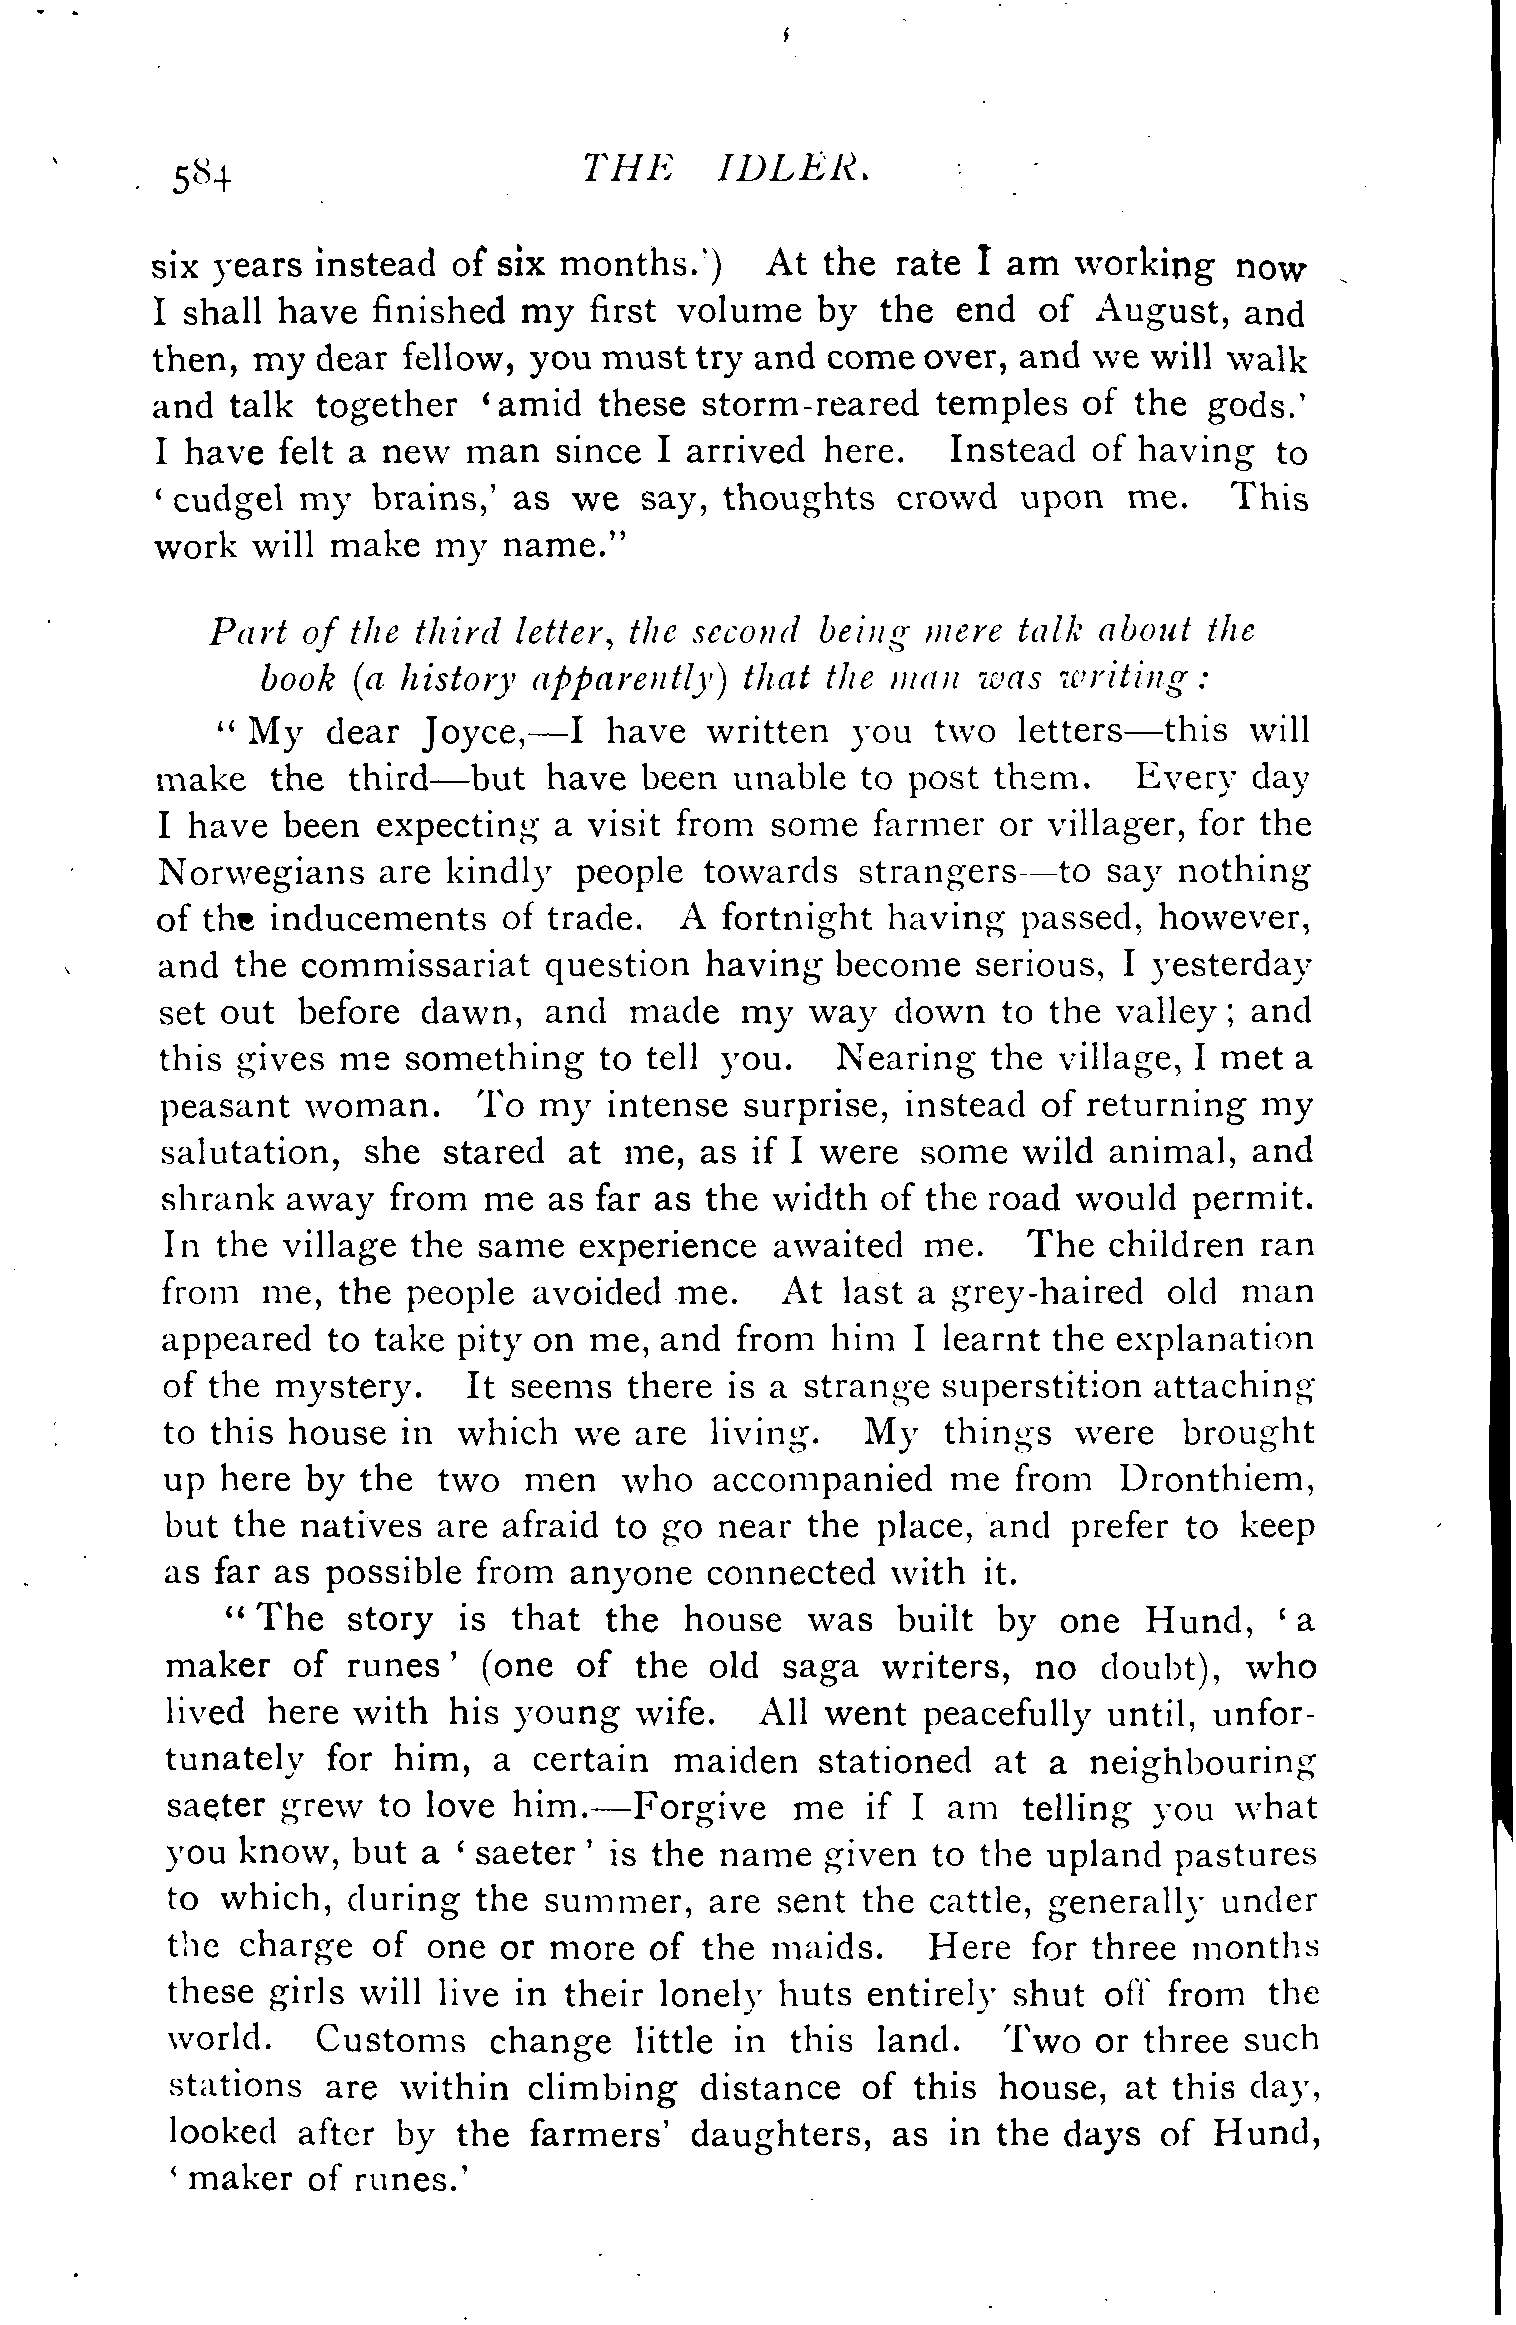 584 THE IDLER.
six years instead of six months.') At the rate I am working now
I shall have finished my first volume by the end of August, and
then, my dear fellow, you must try and come over, and we will walk
and talk together 'amid these storm-reared temples of the gods.'
I have felt a new man since I arrived here. Instead of having to
'cudgel my brains,' as we say, thoughts crowd upon me. This
work will make my name."
Part of the third letter, the second being mere talk about the
book (a history apparently) that the man was writing:
"My dear Joyce,—I have written you two letters—this will
make the third—but have been unable to post them. Every day
I have been expecting a visit from some farmer or villager, for the
Norwegians are kindly people towards strangers—to say nothing
of the inducements of trade. A fortnight having passed, however,
and the commissariat question having become serious, I yesterday
set out before dawn, and made my way down to the valley; and
this gives me something to tell you. Nearing the village, I met a
peasant woman. To my intense surprise, instead of returning my
salutation, she stared at me, as if I were some wild animal, and
shrank away from me as far as the width of the road would permit.
In the village the same experience awaited me. The children ran
from me, the people avoided me. At last a grey-haired old man
appeared to take pity on me, and from him I learnt the explanation
of the mystery. It seems there is a strange superstition attaching
to this house in which we are living. My things were brought
up here by the two men who accompanied me from Dronthiem,
but the natives are afraid to go near the place, and prefer to keep
as far as possible from anyone connected with it.
"The story is that the house was built by one Hund, 'a
maker of runes' (one of the old saga writers, no doubt), who
lived here with his young wife. All went peacefully until, unfor-
tunately for him, a certain maiden stationed at a neighbouring
saeter grew to love him.—Forgive me if I am telling you what
you know, but a 'saeter' is the name given to the upland pastures
to which, during the summer, are sent the cattle, generally under
the charge of one or more of the maids. Here for three months
these girls will live in their lonely huts entirely shut off from the
world. Customs change little in this land. Two or three such
stations are within climbing distance of this house, at this day,
looked after by the farmers' daughters, as in the days of Hund,
'maker of runes.'